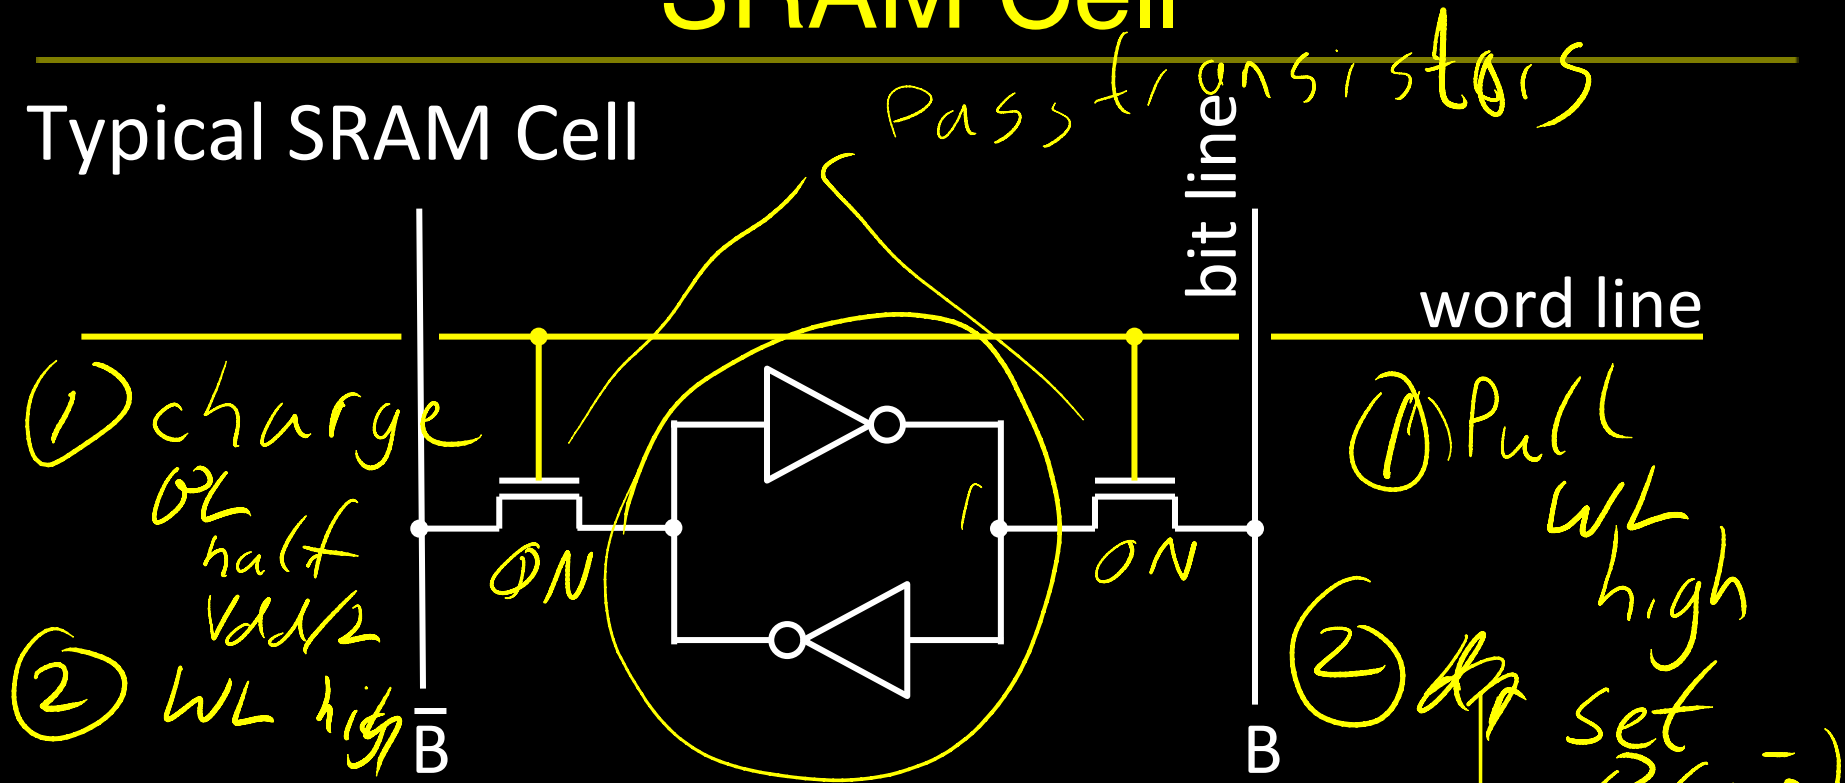 SRAM Cell
Pass transistors
Typical SRAM Cell
bit line
word line
① charge
BL
half
Vdd/2
② WL high
ON
1
ON
① Pull
WL
high
② set
B̅
B